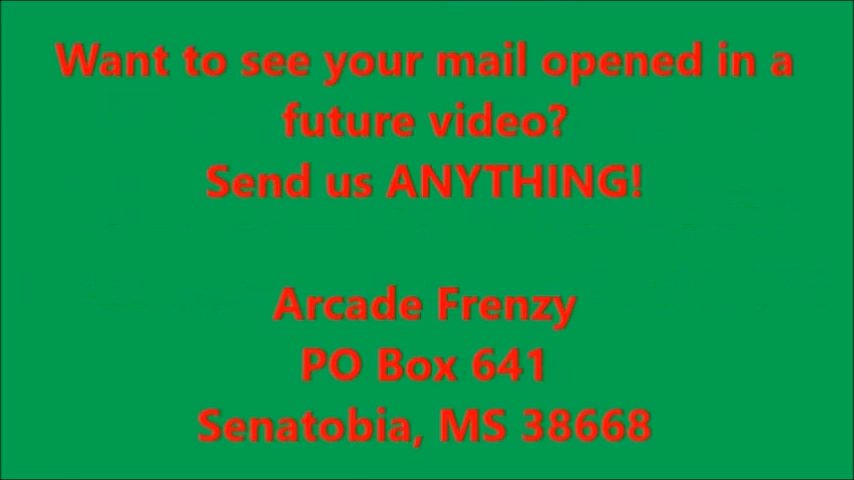 Want to see your mail opened in a
future video?
Send us ANYTHING!
Arcade Frenzy
PO Box 641
Senatobia, MS 38668